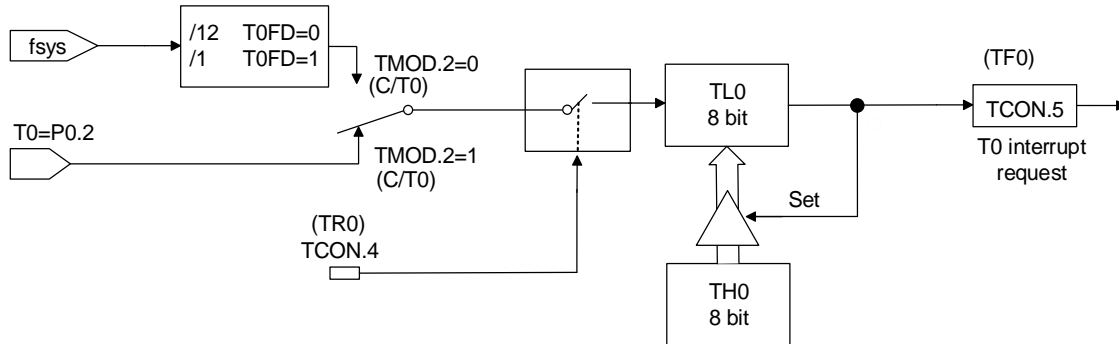 fsys
/12 T0FD=0
/1 T0FD=1
TMOD.2=0
(C/T0)
T0=P0.2
TMOD.2=1
(C/T0)
(TR0)
TCON.4
TL0
8 bit
Set
TH0
8 bit
(TF0)
TCON.5
T0 interrupt
request